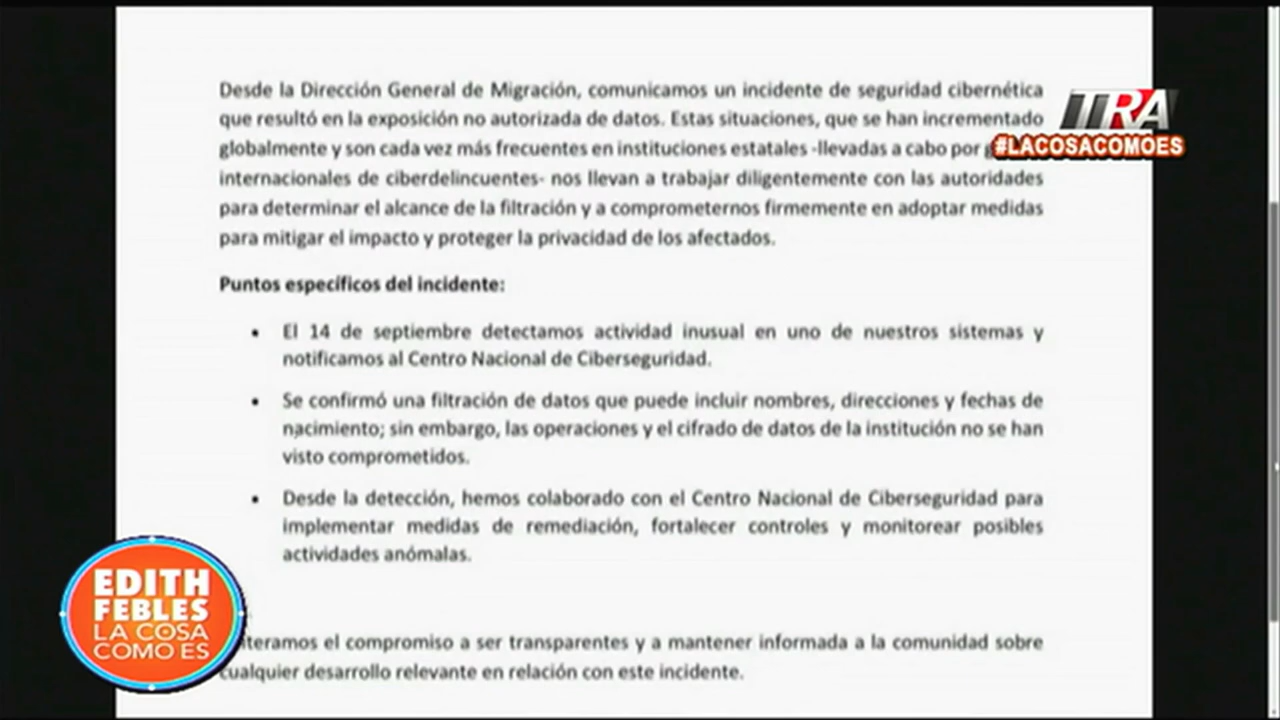 Desde la Dirección General de Migración, comunicamos un incidente de seguridad cibernética
que resultó en la exposición no autorizada de datos. Estas situaciones, que se han incrementado
globalmente y son cada vez más frecuentes en instituciones estatales -llevadas a cabo por
internacionales de ciberdelincuentes- nos llevan a trabajar diligentemente con las autoridades
para determinar el alcance de la filtración y a comprometernos firmemente en adoptar medidas
para mitigar el impacto y proteger la privacidad de los afectados.
Puntos específicos del incidente:
• El 14 de septiembre detectamos actividad inusual en uno de nuestros sistemas y
notificamos al Centro Nacional de Ciberseguridad.
• Se confirmó una filtración de datos que puede incluir nombres, direcciones y fechas de
nacimiento; sin embargo, las operaciones y el cifrado de datos de la institución no se han
visto comprometidos.
• Desde la detección, hemos colaborado con el Centro Nacional de Ciberseguridad para
implementar medidas de remediación, fortalecer controles y monitorear posibles
actividades anómalas.
teramos el compromiso a ser transparentes y a mantener informada a la comunidad sobre
cualquier desarrollo relevante en relación con este incidente.
TRA
#LACOSACOMOES
EDITH
FEBLES
LA COSA
COMO ES